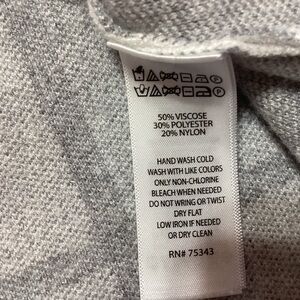 50% VISCOSE
30% POLYESTER
20% NYLON
HAND WASH COLD
WASH WITH LIKE COLORS
ONLY NON-CHLORINE
BLEACH WHEN NEEDED
DO NOT WRING OR TWIST
DRY FLAT
LOW IRON IF NEEDED
OR DRY CLEAN
RN# 75343